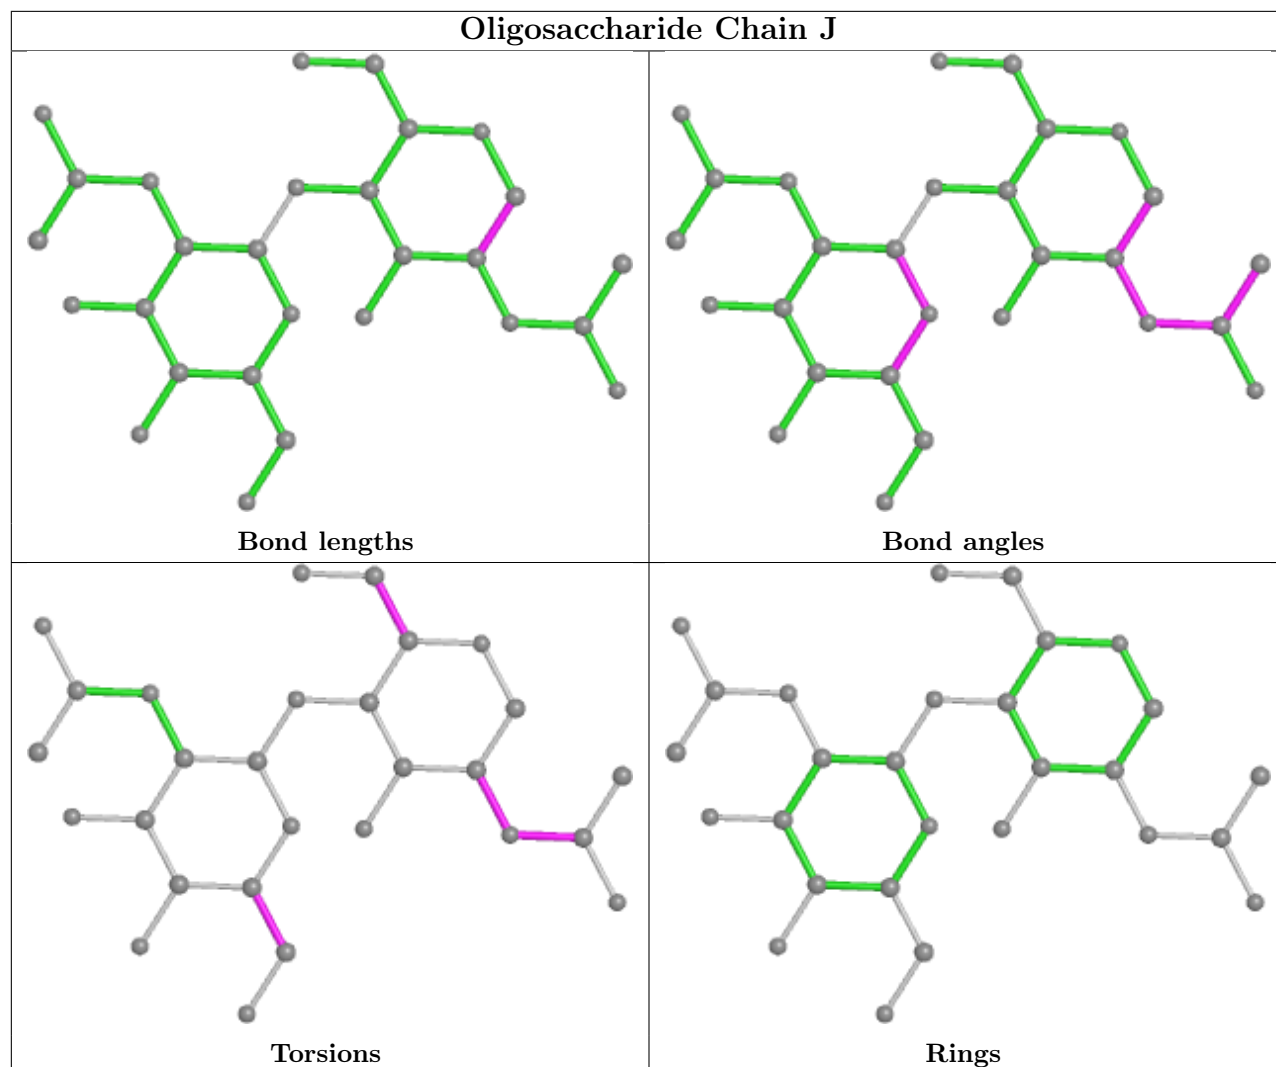 Oligosaccharide Chain J
Bond lengths
Bond angles
Torsions
Rings